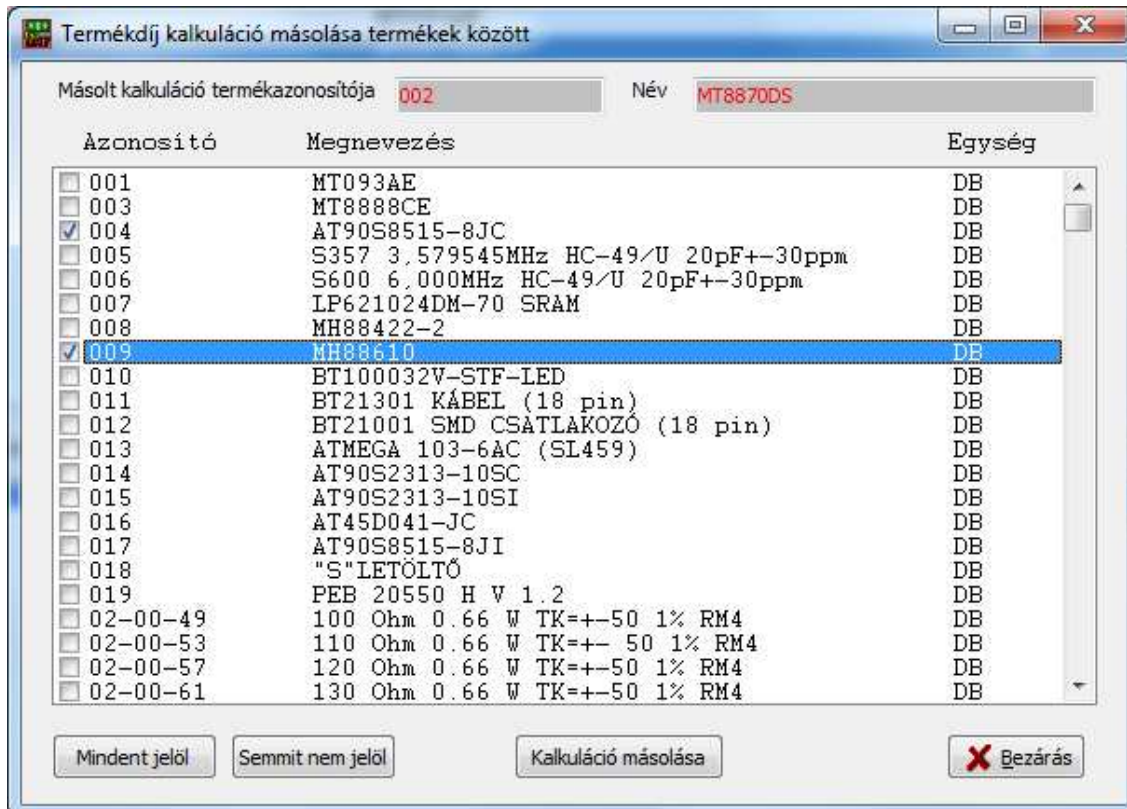 Termékdíj kalkuláció másolása termékek között
Másolt kalkuláció termékazonosítója 002 Név MT8870DS
Azonosító Megnevezés Egység
001 MT093AE DB
003 MT8888CE DB
004 AT90S8515-8JC DB
005 S357 3,579545MHz HC-49/U 20pF+-30ppm DB
006 S600 6,000MHz HC-49/U 20pF+-30ppm DB
007 LP621024DM-70 SRAM DB
008 MH88422-2 DB
009 MH88610 DB
010 BT100032V-STF-LED DB
011 BT21301 KÁBEL (18 pin) DB
012 BT21001 SMD CSATLAKOZÓ (18 pin) DB
013 ATMEGA 103-6AC (SL459) DB
014 AT90S2313-10SC DB
015 AT90S2313-10SI DB
016 AT45D041-JC DB
017 AT90S8515-8JI DB
018 "S"LETÖLTŐ DB
019 PEB 20550 H V 1.2 DB
02-00-49 100 Ohm 0.66 W TK=+-50 1% RM4 DB
02-00-53 110 Ohm 0.66 W TK=+- 50 1% RM4 DB
02-00-57 120 Ohm 0.66 W TK=+-50 1% RM4 DB
02-00-61 130 Ohm 0.66 W TK=+-50 1% RM4 DB
Mindent jelöl Semmit nem jelöl Kalkuláció másolása Bezárás